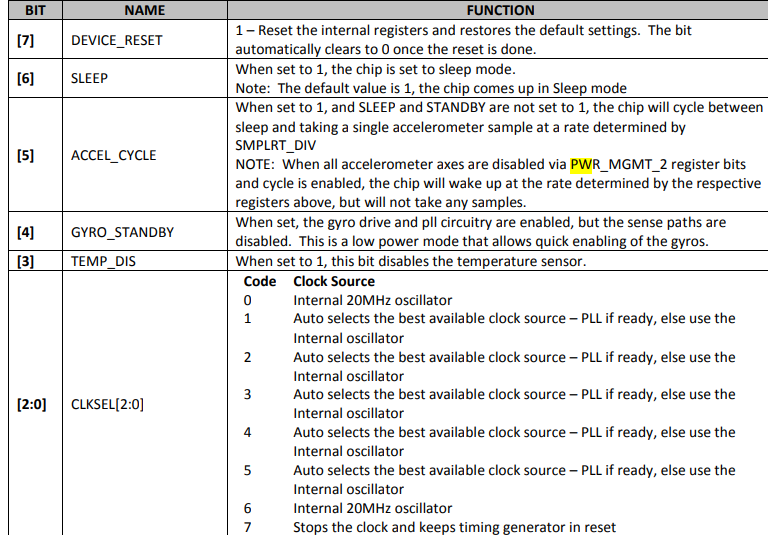 BIT NAME FUNCTION
[7] DEVICE_RESET 1 – Reset the internal registers and restores the default settings. The bit
automatically clears to 0 once the reset is done.
[6] SLEEP When set to 1, the chip is set to sleep mode.
Note: The default value is 1, the chip comes up in Sleep mode
[5] ACCEL_CYCLE When set to 1, and SLEEP and STANDBY are not set to 1, the chip will cycle between
sleep and taking a single accelerometer sample at a rate determined by
SMPLRT_DIV
NOTE: When all accelerometer axes are disabled via PWR_MGMT_2 register bits
and cycle is enabled, the chip will wake up at the rate determined by the respective
registers above, but will not take any samples.
[4] GYRO_STANDBY When set, the gyro drive and pll circuitry are enabled, but the sense paths are
disabled. This is a low power mode that allows quick enabling of the gyros.
[3] TEMP_DIS When set to 1, this bit disables the temperature sensor.
[2:0] CLKSEL[2:0] Code Clock Source
0 Internal 20MHz oscillator
1 Auto selects the best available clock source – PLL if ready, else use the
Internal oscillator
2 Auto selects the best available clock source – PLL if ready, else use the
Internal oscillator
3 Auto selects the best available clock source – PLL if ready, else use the
Internal oscillator
4 Auto selects the best available clock source – PLL if ready, else use the
Internal oscillator
5 Auto selects the best available clock source – PLL if ready, else use the
Internal oscillator
6 Internal 20MHz oscillator
7 Stops the clock and keeps timing generator in reset